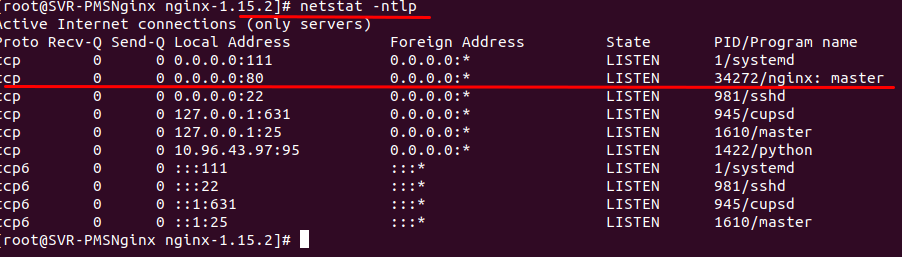 [root@SVR-PMSNginx nginx-1.15.2]# netstat -ntlp
Active Internet connections (only servers)
Proto Recv-Q Send-Q Local Address           Foreign Address         State       PID/Program name
tcp        0      0 0.0.0.0:111             0.0.0.0:*               LISTEN      1/systemd
tcp        0      0 0.0.0.0:80              0.0.0.0:*               LISTEN      34272/nginx: master
tcp        0      0 0.0.0.0:22              0.0.0.0:*               LISTEN      981/sshd
tcp        0      0 127.0.0.1:631           0.0.0.0:*               LISTEN      945/cupsd
tcp        0      0 127.0.0.1:25            0.0.0.0:*               LISTEN      1610/master
tcp        0      0 10.96.43.97:95          0.0.0.0:*               LISTEN      1422/python
tcp6       0      0 :::111                  :::*                    LISTEN      1/systemd
tcp6       0      0 :::22                   :::*                    LISTEN      981/sshd
tcp6       0      0 ::1:631                 :::*                    LISTEN      945/cupsd
tcp6       0      0 ::1:25                  :::*                    LISTEN      1610/master
[root@SVR-PMSNginx nginx-1.15.2]#